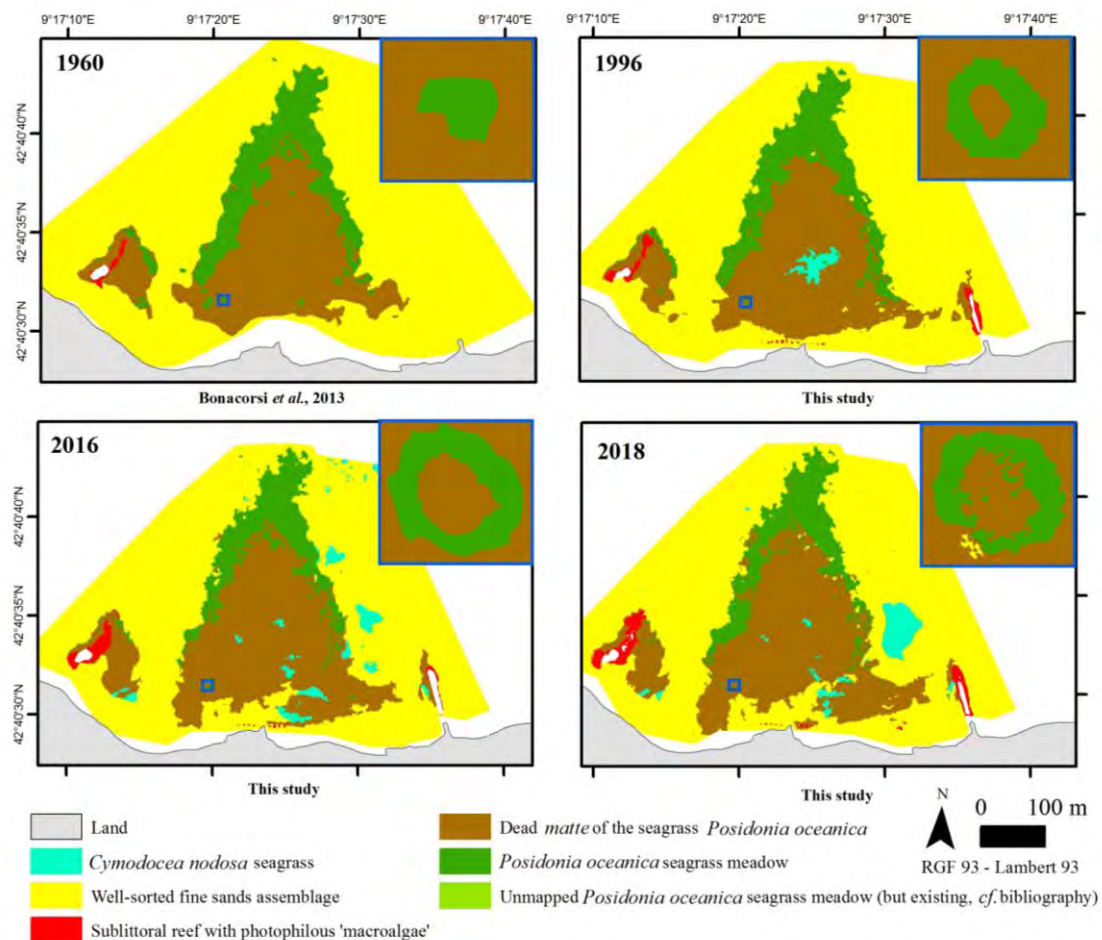 9°17'10"E 9°17'20"E 9°17'30"E 9°17'40"E
9°17'20"E 9°17'30"E 9°17'40"E
1960
1996
42°40'40"N
42°40'35"N
42°40'30"N
Bonacorsi et al., 2013
This study
2016
2018
42°40'40"N
42°40'35"N
42°40'30"N
This study
This study
Land
Cymodocea nodosa seagrass
Well-sorted fine sands assemblage
Sublittoral reef with photophilous 'macroalgae'
Dead matte of the seagrass Posidonia oceanica
Posidonia oceanica seagrass meadow
Unmapped Posidonia oceanica seagrass meadow (but existing, cf. bibliography)
N
0 100 m
RGF 93 - Lambert 93